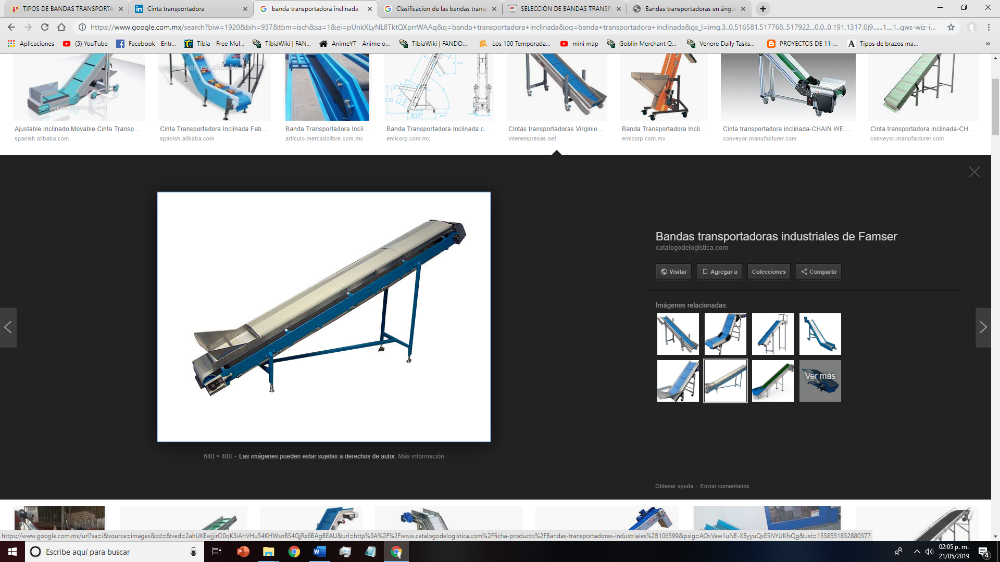 TIPOS DE BANDAS TRANSPORTA
Cinta transportadora
banda transportadora inclinada -
Clasificacion de las bandas transp
SELECCIÓN DE BANDAS TRANSP
Bandas transportadoras en ángul
https://www.google.com.mx/search?biw=1920&bih=937&tbm=isch&sa=1&ei=pUnkXLyNL8TktQXprrWAAg&q=banda+transportadora+inclinada&oq=banda+transportadora+inclinada&gs_l=img.3..0.516581.517768..517922...0.0..0.191.1317.0j9......1....1..gws-wiz-i...
Aplicaciones
(5) YouTube
Facebook - Entr...
Tibia - Free Mul...
TibiaWiki | FAN...
AnimeYT - Anime o...
TibiaWiki | FANDO...
Los 100 Temporada...
mini map
Goblin Merchant Q...
Venore Daily Tasks...
PROYECTOS DE 11-...
Tipos de brazos ma...
»
Ajustable Inclinado Movable Cinta Transp...
spanish.alibaba.com
Cinta Transportadora Inclinada Fab...
spanish.alibaba.com
Banda Transportadora Incli...
articulo.mercadolibre.com.mx
Banda Transportadora Inclinada c...
emicorp.com.mx
Cintas transportadoras Virginio...
interempresas.net
Banda Transportadora Incli...
emicorp.com.mx
Cinta transportadora inclinada-CHAIN WE ...
conveyor-manufacturer.com
Cinta transportadora inclinada-CH...
conveyor-manufacturer.com
Bandas transportadoras industriales de Famser
catalogodelogistica.com
Visitar
Agregar a
Colecciones
Compartir
Imágenes relacionadas:
Ver más
640 × 480 - Las imágenes pueden estar sujetas a derechos de autor. Más información
Obtener ayuda - Enviar comentarios
https://www.google.com.mx/url?sa=i&source=images&cd=&ved=2ahUKEwjjirO0qK3iAhVHu54KHWsnBS4QjRx6BAgBEAU&url=http%3A%2F%2Fwww.catalogodelogistica.com%2Fficha-producto%2FBandas-transportadoras-industriales%2B106599&psig=AOvVaw1uNE-XByyuQsE5NYUKfsQg&ust=1558551852880377
Escribe aquí para buscar
02:05 p. m.
21/05/2019
4